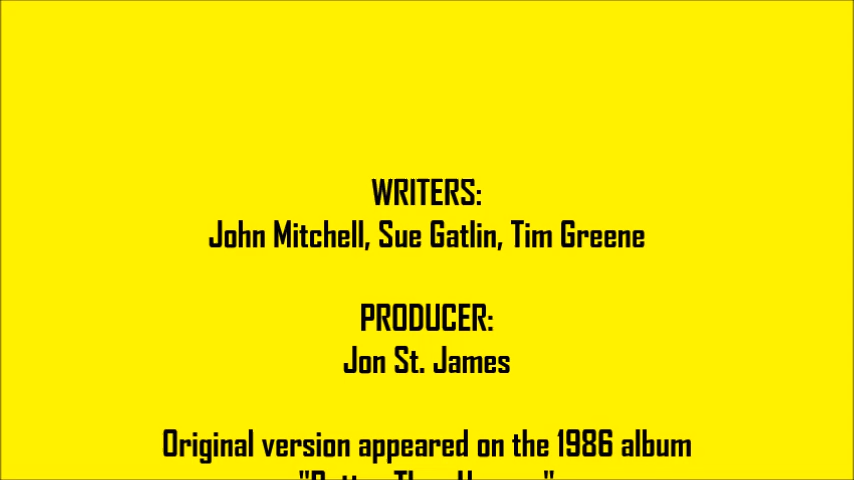 WRITERS:
John Mitchell, Sue Gatlin, Tim Greene
PRODUCER:
Jon St. James
Original version appeared on the 1986 album